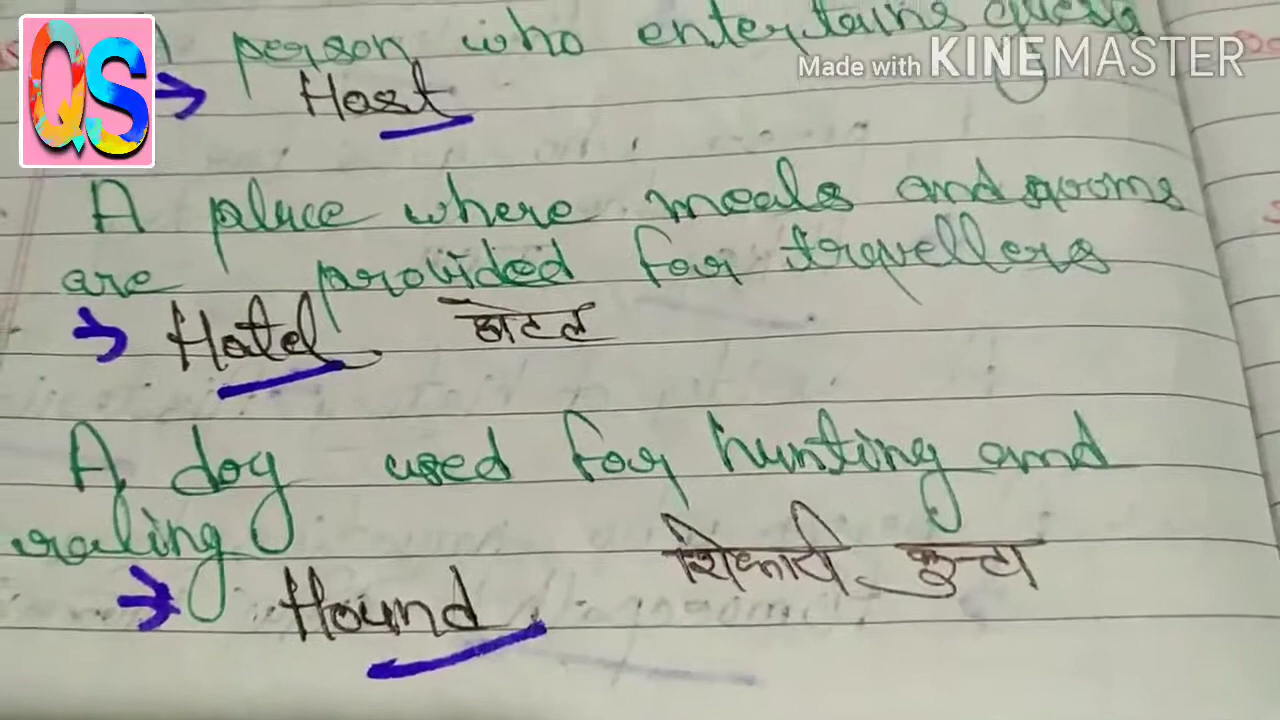 QS
A person who entertains guests
Made with KINEMASTER
→ Host
A place where meals and rooms
are provided for travellers
→ Hotel होटल
A dog used for hunting and
raling
→ Hound शिकारी कुत्ता